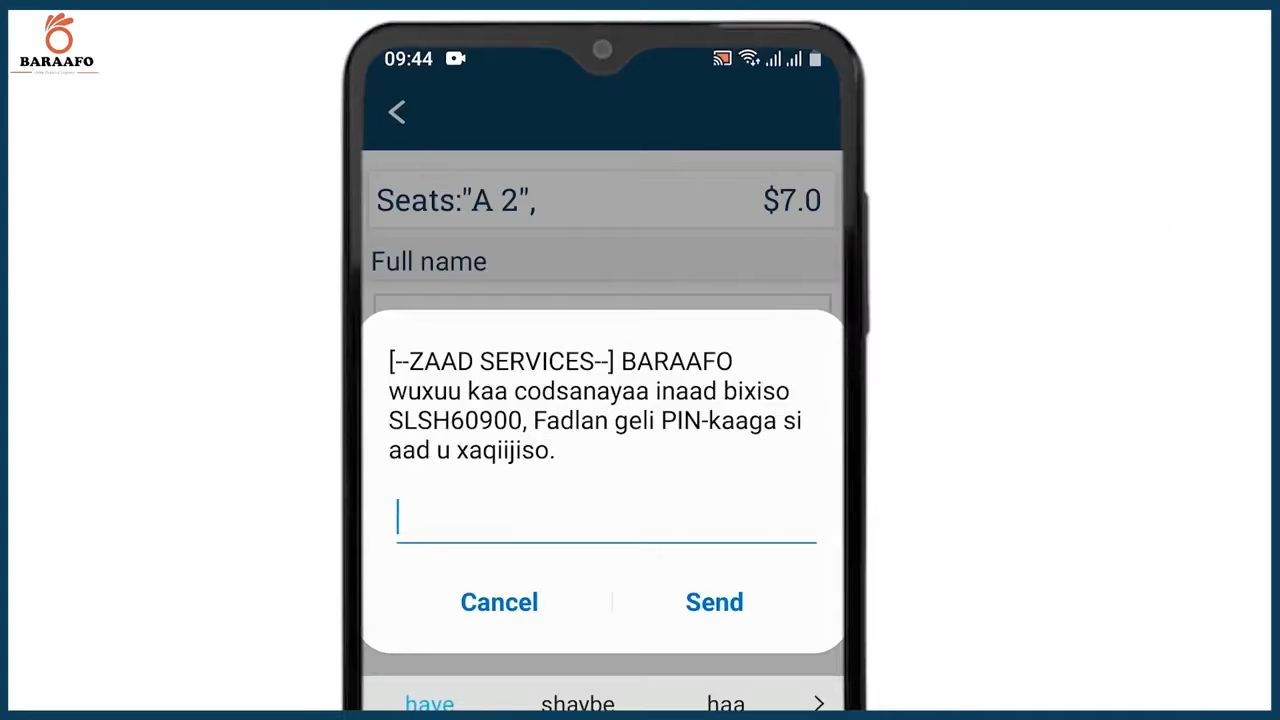 BARAAFO
09:44
Seats:"A 2", $7.0
Full name
[--ZAAD SERVICES--] BARAAFO
wuxuu kaa codsanayaa inaad bixiso
SLSH60900, Fadlan geli PIN-kaaga si
aad u xaqiijiso.
Cancel Send
haye shaybe haa